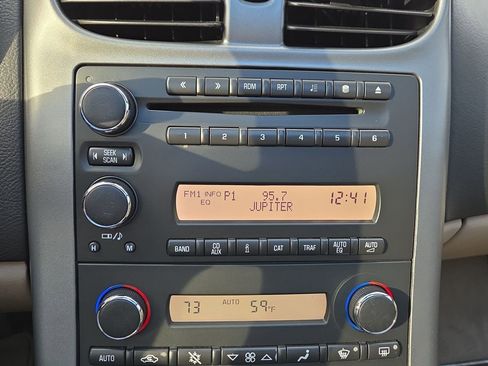 RDM RPT
1 2 3 4 5 6
SEEK
SCAN
FM1 INFO P1 95.7 12:41
EQ JUPITER
H M
BAND CD AUX CAT TRAF AUTO EQ AUTO
73 AUTO 59°F
AUTO